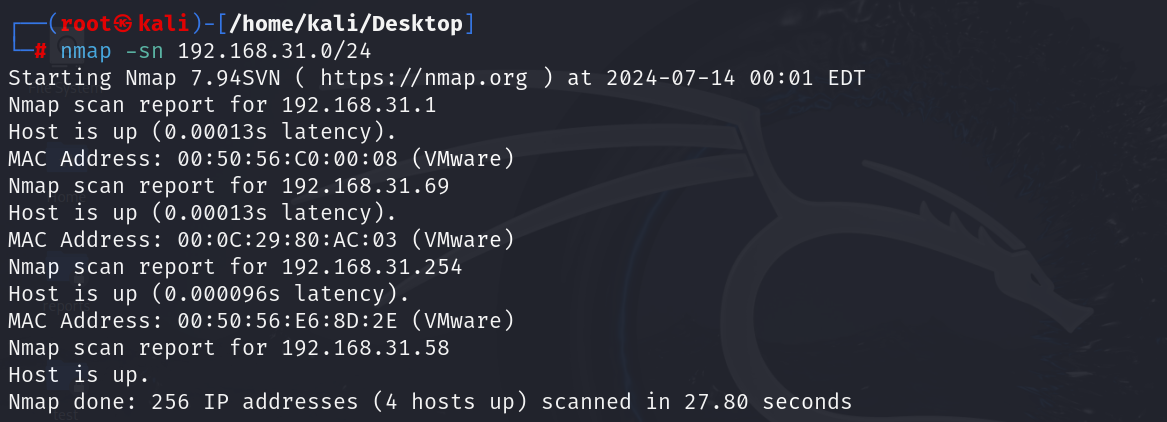 ┌──(root㉿kali)-[/home/kali/Desktop]
└─# nmap -sn 192.168.31.0/24
Starting Nmap 7.94SVN ( https://nmap.org ) at 2024-07-14 00:01 EDT
Nmap scan report for 192.168.31.1
Host is up (0.00013s latency).
MAC Address: 00:50:56:C0:00:08 (VMware)
Nmap scan report for 192.168.31.69
Host is up (0.00013s latency).
MAC Address: 00:0C:29:80:AC:03 (VMware)
Nmap scan report for 192.168.31.254
Host is up (0.000096s latency).
MAC Address: 00:50:56:E6:8D:2E (VMware)
Nmap scan report for 192.168.31.58
Host is up.
Nmap done: 256 IP addresses (4 hosts up) scanned in 27.80 seconds